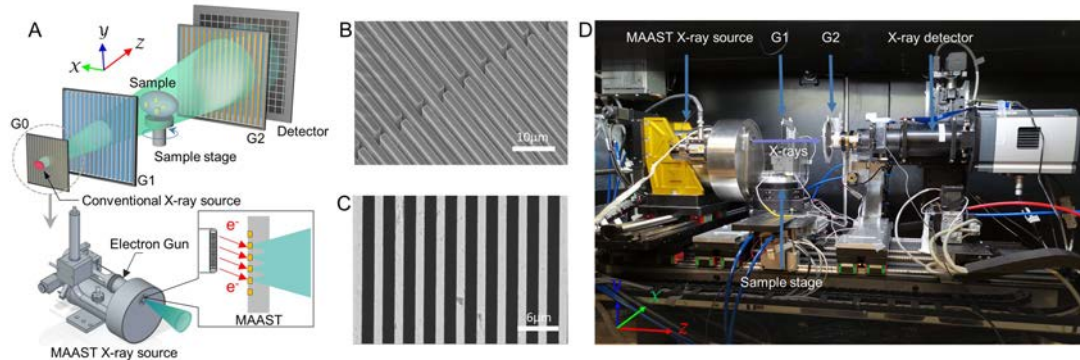 A
y
z
x
Sample
G0
G2
Detector
Sample stage
G1
Conventional X-ray source
Electron Gun
e⁻
e⁻
MAAST
MAAST X-ray source
B
10μm
C
6μm
D
MAAST X-ray source
G1
G2
X-ray detector
X-rays
Sample stage
Y
X
Z